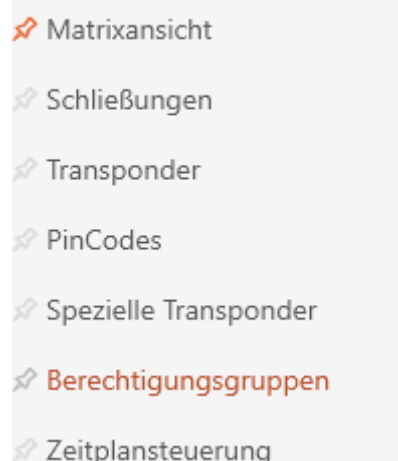 Matrixansicht
Schließungen
Transponder
PinCodes
Spezielle Transponder
Berechtigungsgruppen
Zeitplansteuerung